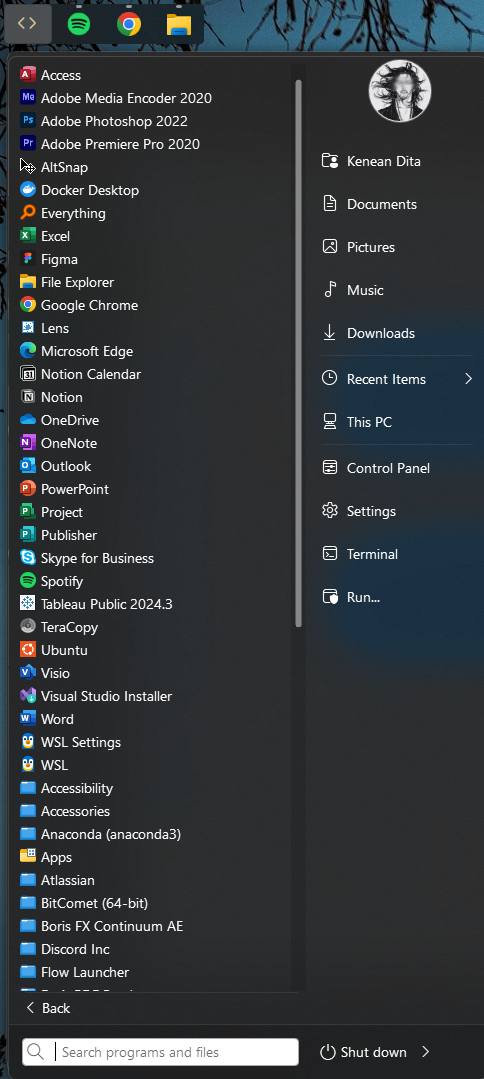 Access
Adobe Media Encoder 2020
Adobe Photoshop 2022
Adobe Premiere Pro 2020
AltSnap
Docker Desktop
Everything
Excel
Figma
File Explorer
Google Chrome
Lens
Microsoft Edge
Notion Calendar
Notion
OneDrive
OneNote
Outlook
PowerPoint
Project
Publisher
Skype for Business
Spotify
Tableau Public 2024.3
TeraCopy
Ubuntu
Visio
Visual Studio Installer
Word
WSL Settings
WSL
Accessibility
Accessories
Anaconda (anaconda3)
Apps
Atlassian
BitComet (64-bit)
Boris FX Continuum AE
Discord Inc
Flow Launcher
Back
Search programs and files
Kenean Dita
Documents
Pictures
Music
Downloads
Recent Items
This PC
Control Panel
Settings
Terminal
Run...
Shut down